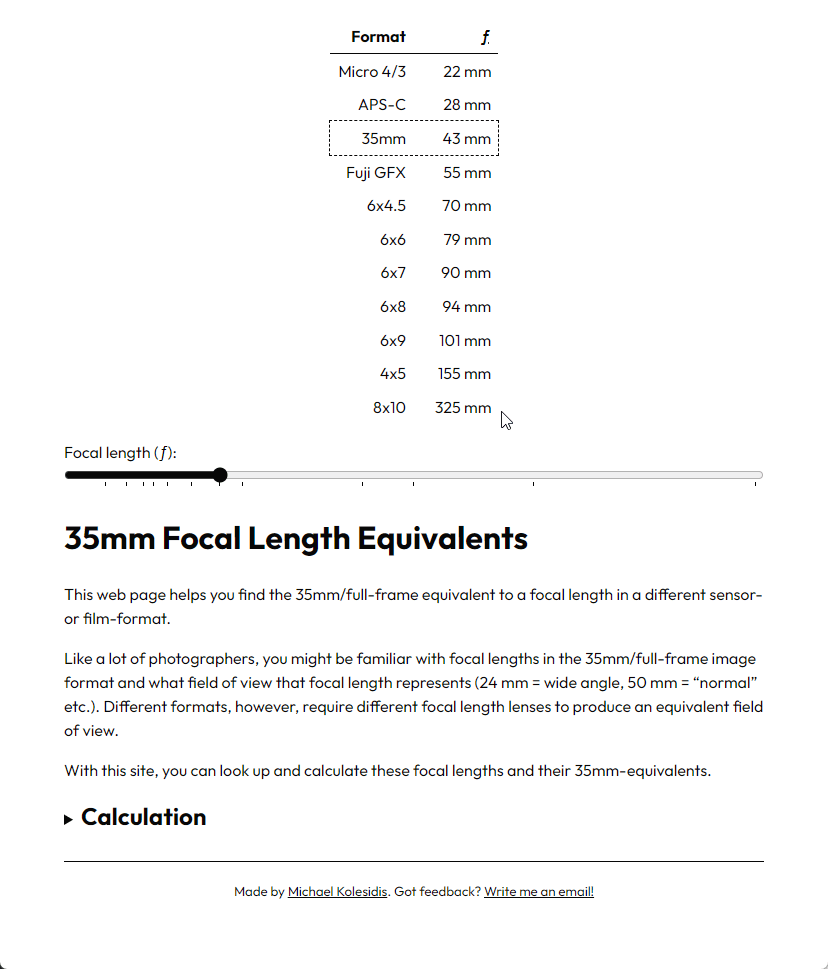 Format ƒ
Micro 4/3 22 mm
APS-C 28 mm
35mm 43 mm
Fuji GFX 55 mm
6x4.5 70 mm
6x6 79 mm
6x7 90 mm
6x8 94 mm
6x9 101 mm
4x5 155 mm
8x10 325 mm
Focal length (ƒ):
35mm Focal Length Equivalents
This web page helps you find the 35mm/full-frame equivalent to a focal length in a different sensor-
or film-format.
Like a lot of photographers, you might be familiar with focal lengths in the 35mm/full-frame image
format and what field of view that focal length represents (24 mm = wide angle, 50 mm = “normal”
etc.). Different formats, however, require different focal length lenses to produce an equivalent field
of view.
With this site, you can look up and calculate these focal lengths and their 35mm-equivalents.
Calculation
Made by Michael Kolesidis. Got feedback? Write me an email!